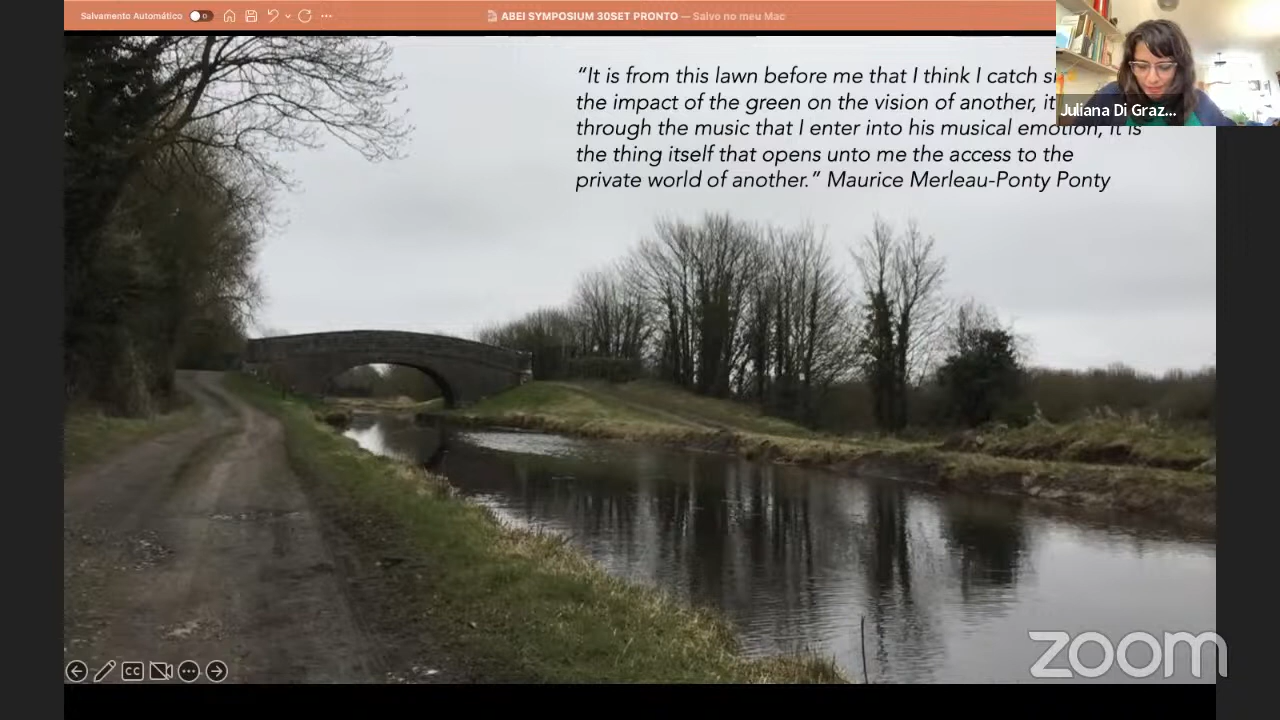 Salvamento Automático
ABEI SYMPOSIUM 30SET PRONTO — Salvo no meu Mac
“It is from this lawn before me that I think I catch
the impact of the green on the vision of another, it
through the music that I enter into his musical emotion, it is
the thing itself that opens unto me the access to the
private world of another.” Maurice Merleau-Ponty Ponty
Juliana Di Graz...
CC
zoom